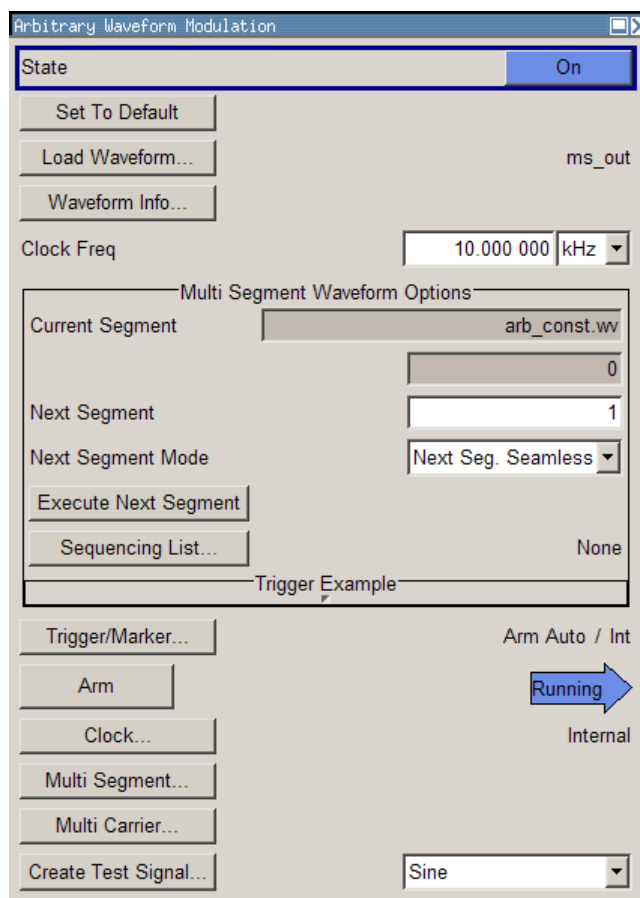 Arbitrary Waveform Modulation
State On
Set To Default
Load Waveform... ms_out
Waveform Info...
Clock Freq 10.000 000 kHz
Multi Segment Waveform Options
Current Segment arb_const.wv
0
Next Segment 1
Next Segment Mode Next Seg. Seamless
Execute Next Segment
Sequencing List... None
Trigger Example
Trigger/Marker... Arm Auto / Int
Arm Running
Clock... Internal
Multi Segment...
Multi Carrier...
Create Test Signal... Sine